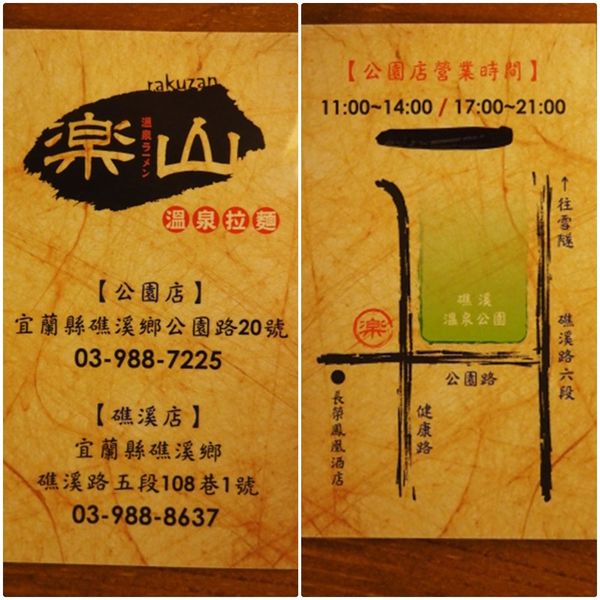 rakuzan
楽山
温泉ラーメン
溫泉拉麵
【公園店】
宜蘭縣礁溪鄉公園路20號
03-988-7225
【礁溪店】
宜蘭縣礁溪鄉
礁溪路五段108巷1號
03-988-8637
【公園店營業時間】
11:00~14:00 / 17:00~21:00
↑往雪隧
礁溪
溫泉公園
礁溪路六段
楽
公園路
●長榮鳳凰酒店
健康路